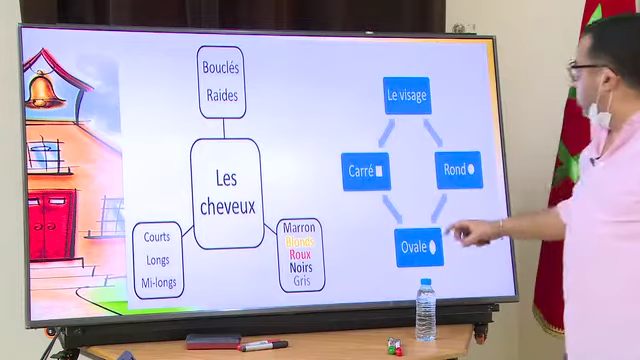 Bouclés
Raides
Les
cheveux
Courts
Longs
Mi-longs
Marron
Blonds
Roux
Noirs
Gris
Le visage
Carré
Rond
Ovale